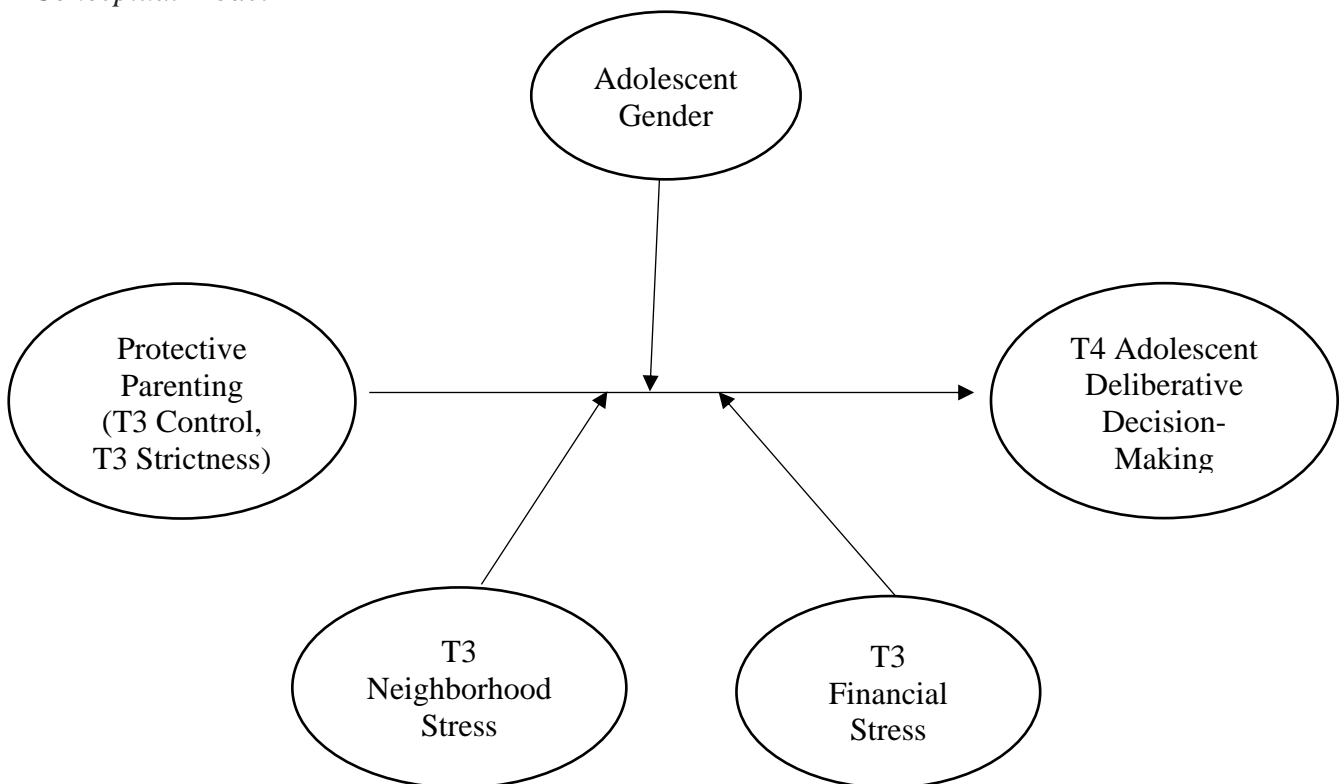 Conceptual Model
Adolescent
Gender
Protective
Parenting
(T3 Control,
T3 Strictness)
T4 Adolescent
Deliberative
Decision-
Making
T3
Neighborhood
Stress
T3
Financial
Stress